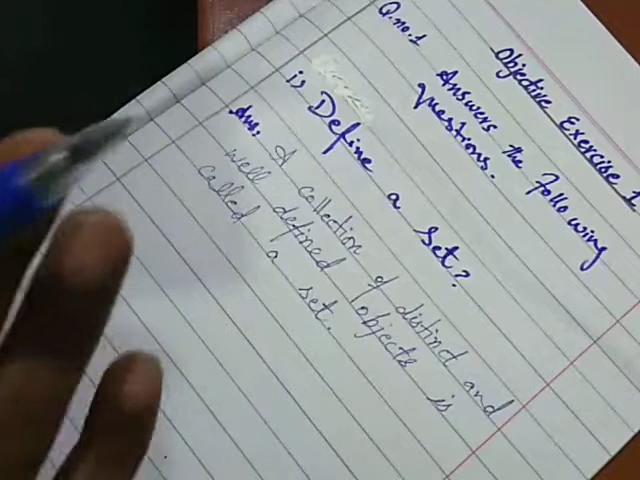 Objective Exercise 1
Q.no.1 Answers the following
questions.
i) Define a set?
Ans. A collection of distinct and
well defined objects is
called a set.